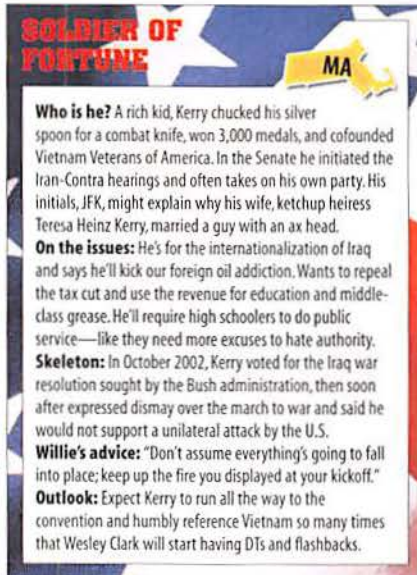 SOLDIER OF
FORTUNE
MA
Who is he? A rich kid, Kerry chucked his silver
spoon for a combat knife, won 3,000 medals, and cofounded
Vietnam Veterans of America. In the Senate he initiated the
Iran-Contra hearings and often takes on his own party. His
initials, JFK, might explain why his wife, ketchup heiress
Teresa Heinz Kerry, married a guy with an ax head.
On the issues: He's for the internationalization of Iraq
and says he'll kick our foreign oil addiction. Wants to repeal
the tax cut and use the revenue for education and middle-
class grease. He'll require high schoolers to do public
service—like they need more excuses to hate authority.
Skeleton: In October 2002, Kerry voted for the Iraq war
resolution sought by the Bush administration, then soon
after expressed dismay over the march to war and said he
would not support a unilateral attack by the U.S.
Willie's advice: "Don't assume everything's going to fall
into place; keep up the fire you displayed at your kickoff."
Outlook: Expect Kerry to run all the way to the
convention and humbly reference Vietnam so many times
that Wesley Clark will start having DTs and flashbacks.